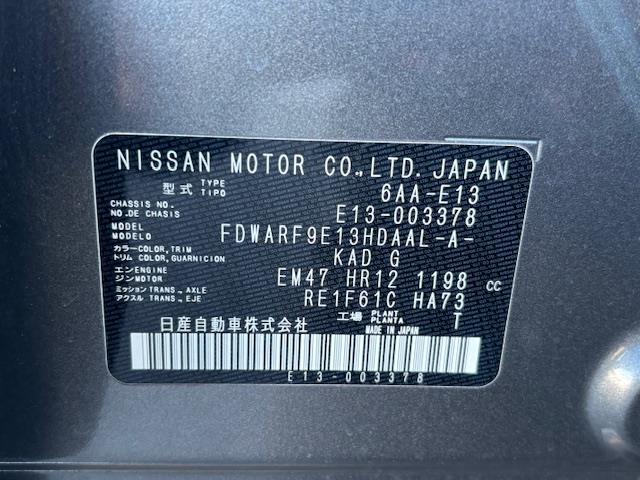 NISSAN MOTOR CO.,LTD. JAPAN
型式 TYPE TIPO 6AA-E13
CHASSIS NO. NO. DE CHASSIS E13-003378
MODEL MODELO FDWARF9E13HDAAL-A-
カラー COLOR, TRIM トリム COLOR, GUARNICION KAD G
エンジン ENGINE MOTOR EM47 HR12 1198 cc
ミッション TRANS., AXLE アクスル TRANS., EJE RE1F61C HA73
工場 PLANT PLANTA T
日産自動車株式会社 MADE IN JAPAN
E13-003378